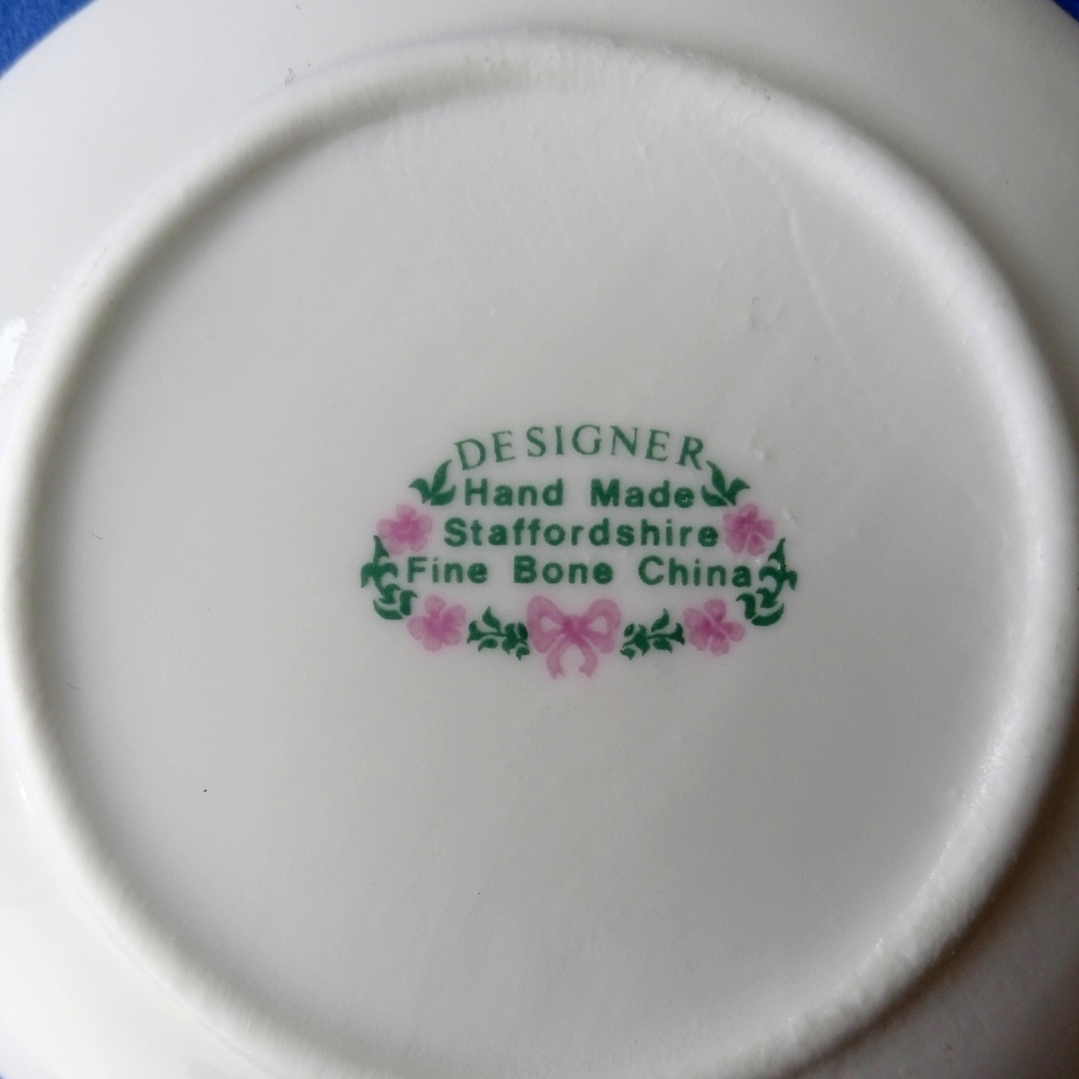 DESIGNER
Hand Made
Staffordshire
Fine Bone China